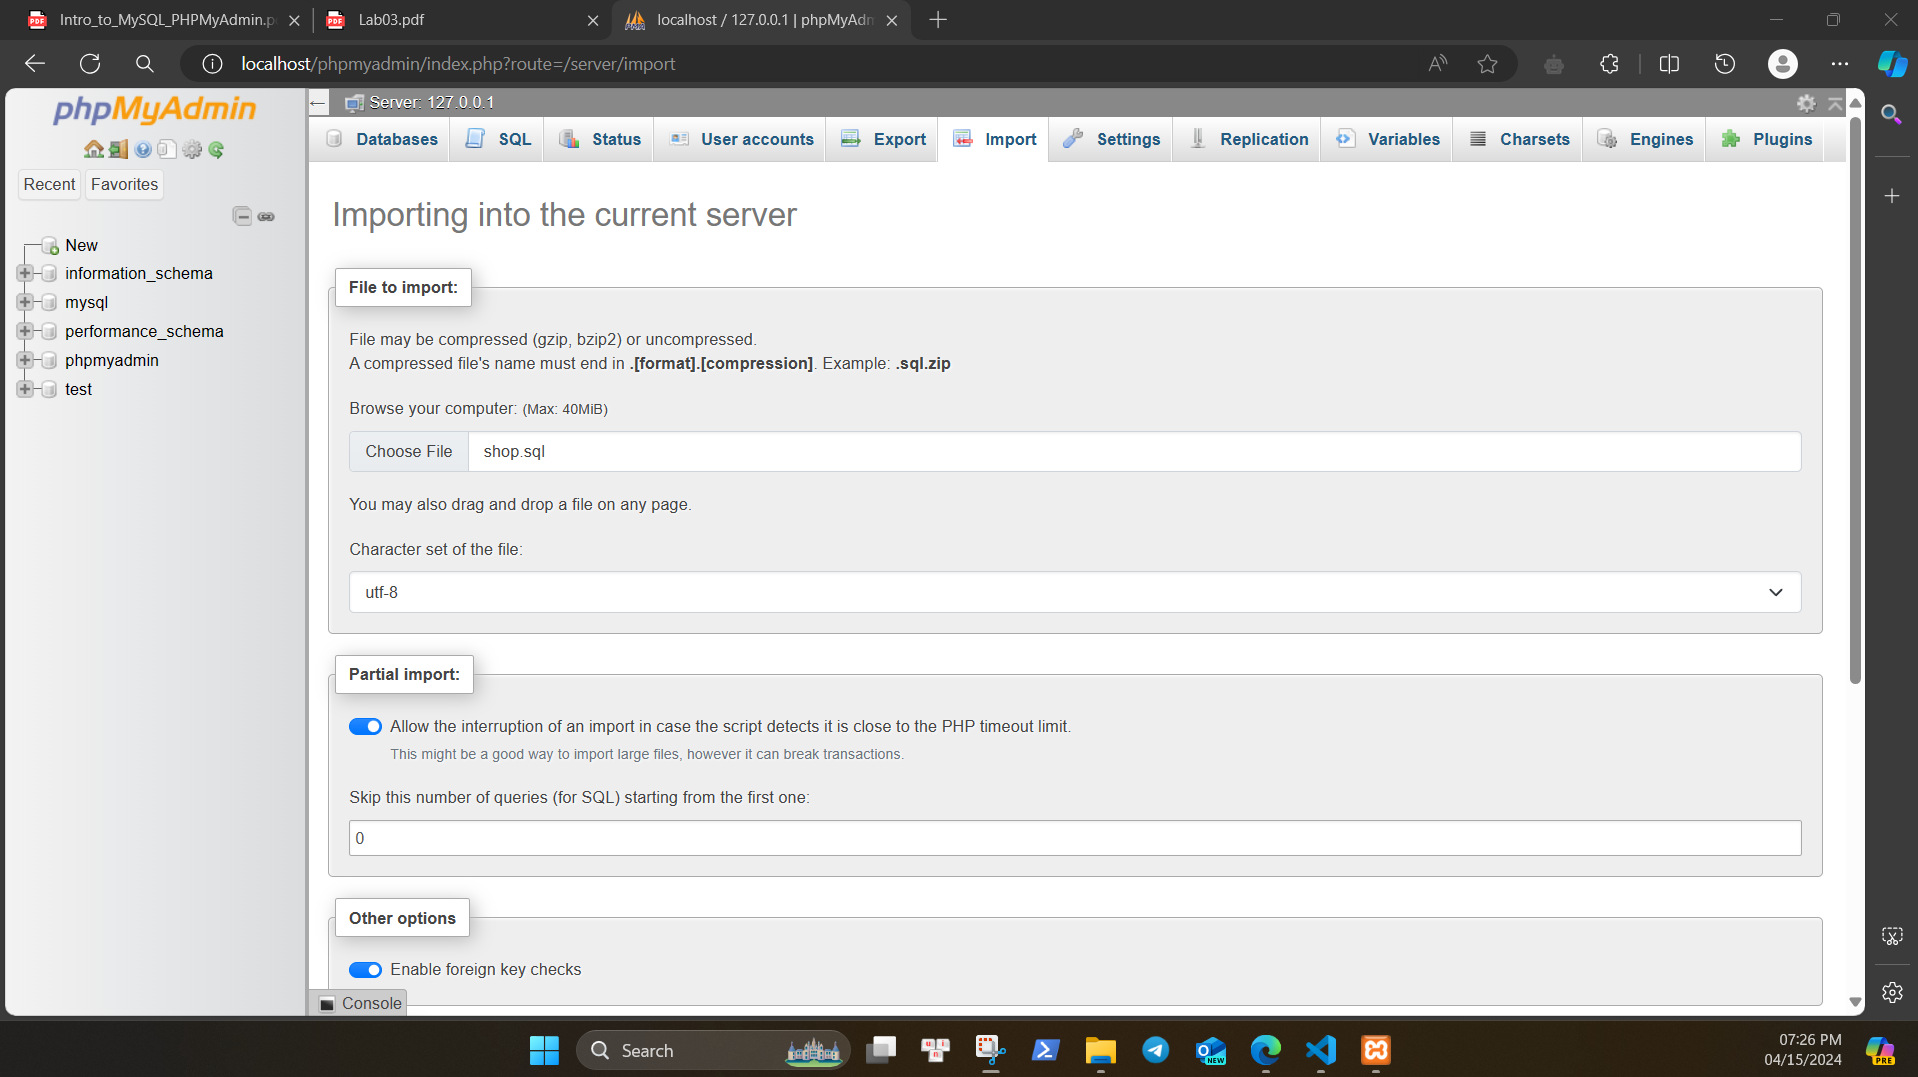 Intro_to_MySQL_PHPMyAdmin.p
Lab03.pdf
localhost / 127.0.0.1 | phpMyAdm
localhost/phpmyadmin/index.php?route=/server/import
phpMyAdmin
Recent
Favorites
New
information_schema
mysql
performance_schema
phpmyadmin
test
Server: 127.0.0.1
Databases
SQL
Status
User accounts
Export
Import
Settings
Replication
Variables
Charsets
Engines
Plugins
Importing into the current server
File to import:
File may be compressed (gzip, bzip2) or uncompressed.
A compressed file's name must end in .[format].[compression]. Example: .sql.zip
Browse your computer: (Max: 40MiB)
Choose File
shop.sql
You may also drag and drop a file on any page.
Character set of the file:
utf-8
Partial import:
Allow the interruption of an import in case the script detects it is close to the PHP timeout limit.
This might be a good way to import large files, however it can break transactions.
Skip this number of queries (for SQL) starting from the first one:
0
Other options
Enable foreign key checks
Console
Search
NEW
07:26 PM
04/15/2024
PRE